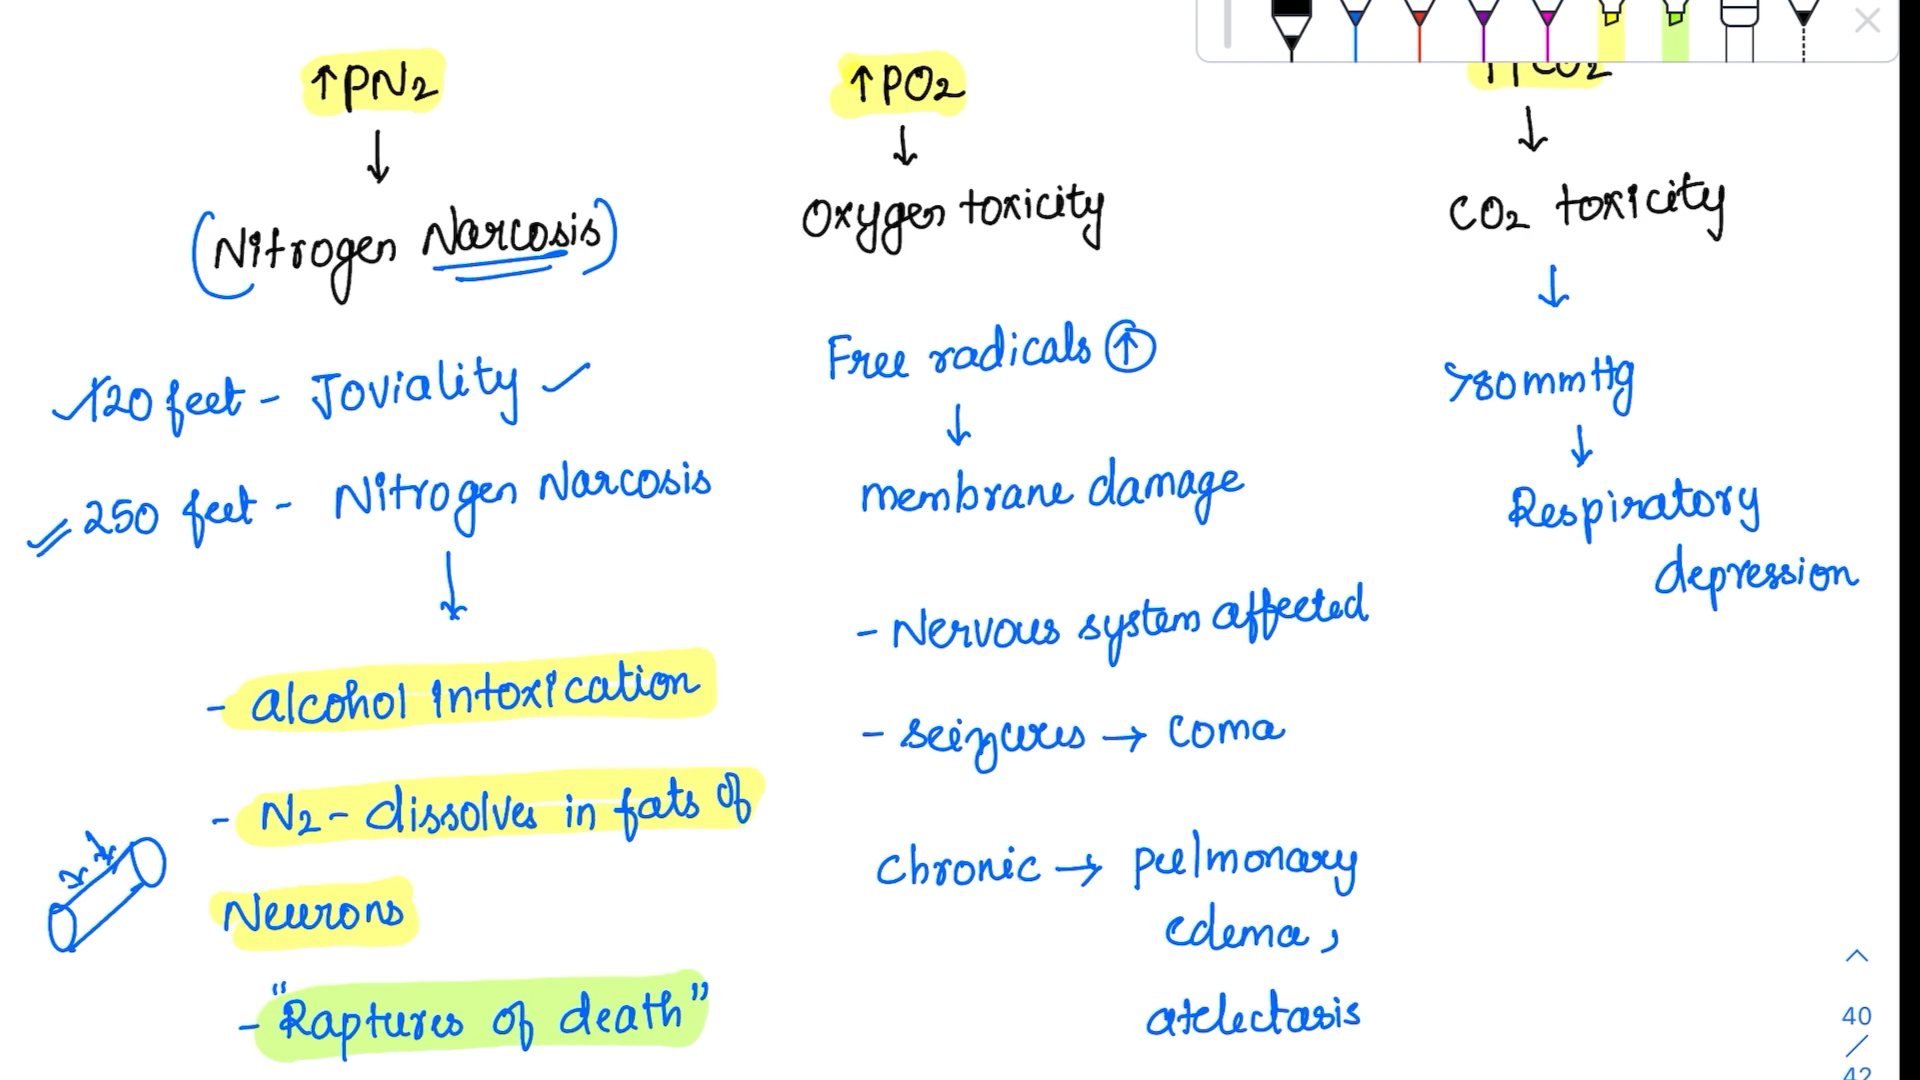 ↑PN2
↓
(Nitrogen Narcosis)
120 feet - Joviality ✓
250 feet - Nitrogen Narcosis
↓
- alcohol Intoxication
- N2 - dissolves in fats of
Neurons
- "Raptures of death"
↑PO2
↓
Oxygen toxicity
Free radicals ↑
↓
membrane damage
- Nervous system affected
- seizures → coma
chronic → pulmonary
edema,
atelectasis
↓
CO2 toxicity
↓
>80mmHg
↓
Respiratory
depression
40
/
42